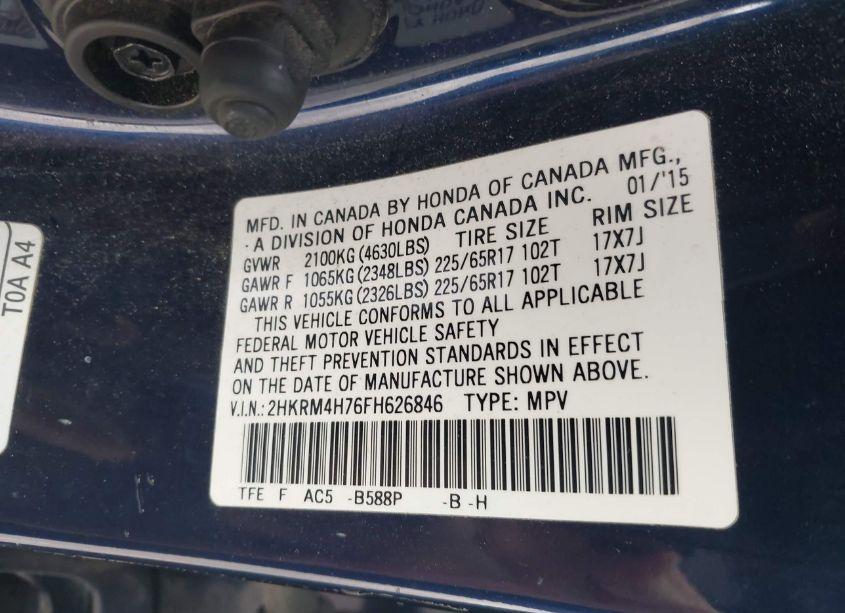 MFD. IN CANADA BY HONDA OF CANADA MFG.,
· A DIVISION OF HONDA CANADA INC. 01/'15
GVWR 2100KG (4630LBS) TIRE SIZE RIM SIZE
GAWR F 1065KG (2348LBS) 225/65R17 102T 17X7J
GAWR R 1055KG (2326LBS) 225/65R17 102T 17X7J
THIS VEHICLE CONFORMS TO ALL APPLICABLE
FEDERAL MOTOR VEHICLE SAFETY
AND THEFT PREVENTION STANDARDS IN EFFECT
ON THE DATE OF MANUFACTURE SHOWN ABOVE.
V.I.N.: 2HKRM4H76FH626846 TYPE: MPV
TFE F AC5 -B588P -B -H
T0A A4